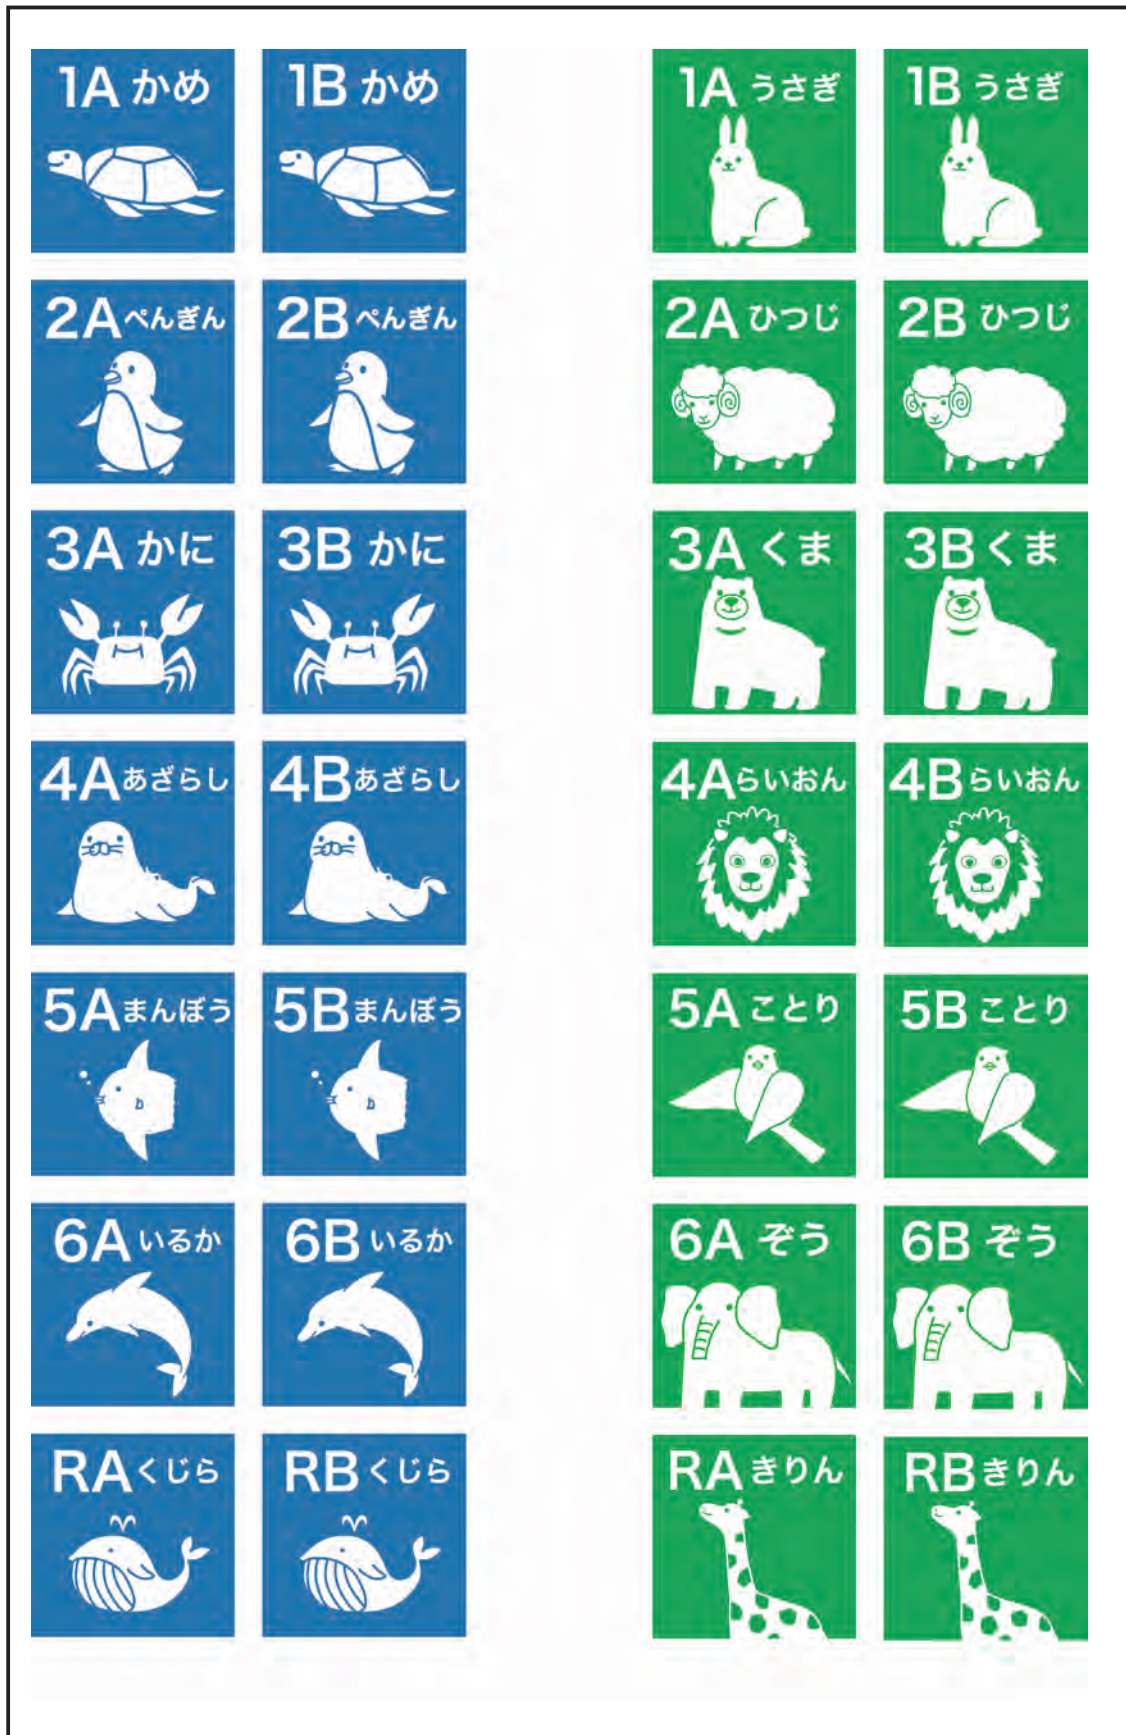 1A かめ
1B かめ
1A うさぎ
1B うさぎ
2A ぺんぎん
2B ぺんぎん
2A ひつじ
2B ひつじ
3A かに
3B かに
3A くま
3B くま
4A あざらし
4B あざらし
4A らいおん
4B らいおん
5A まんぼう
5B まんぼう
5A ことり
5B ことり
6A いるか
6B いるか
6A ぞう
6B ぞう
RA くじら
RB くじら
RA きりん
RB きりん